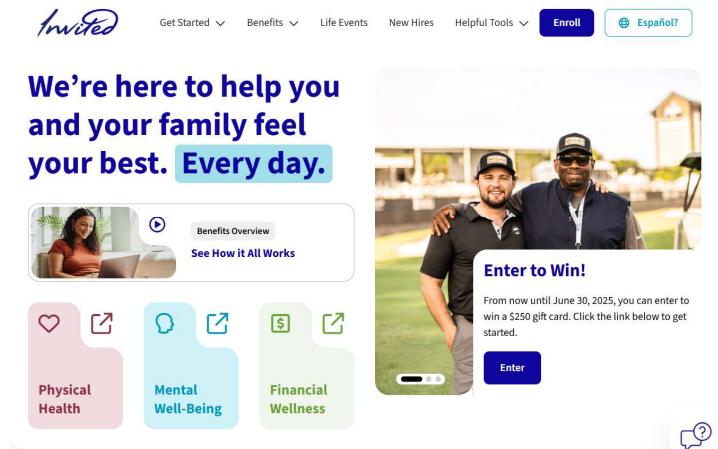 Invited
Get Started
Benefits
Life Events
New Hires
Helpful Tools
Enroll
Español?
We're here to help you
and your family feel
your best. Every day.
Benefits Overview
See How it All Works
Physical
Health
Mental
Well-Being
Financial
Wellness
Enter to Win!
From now until June 30, 2025, you can enter to
win a $250 gift card. Click the link below to get
started.
Enter